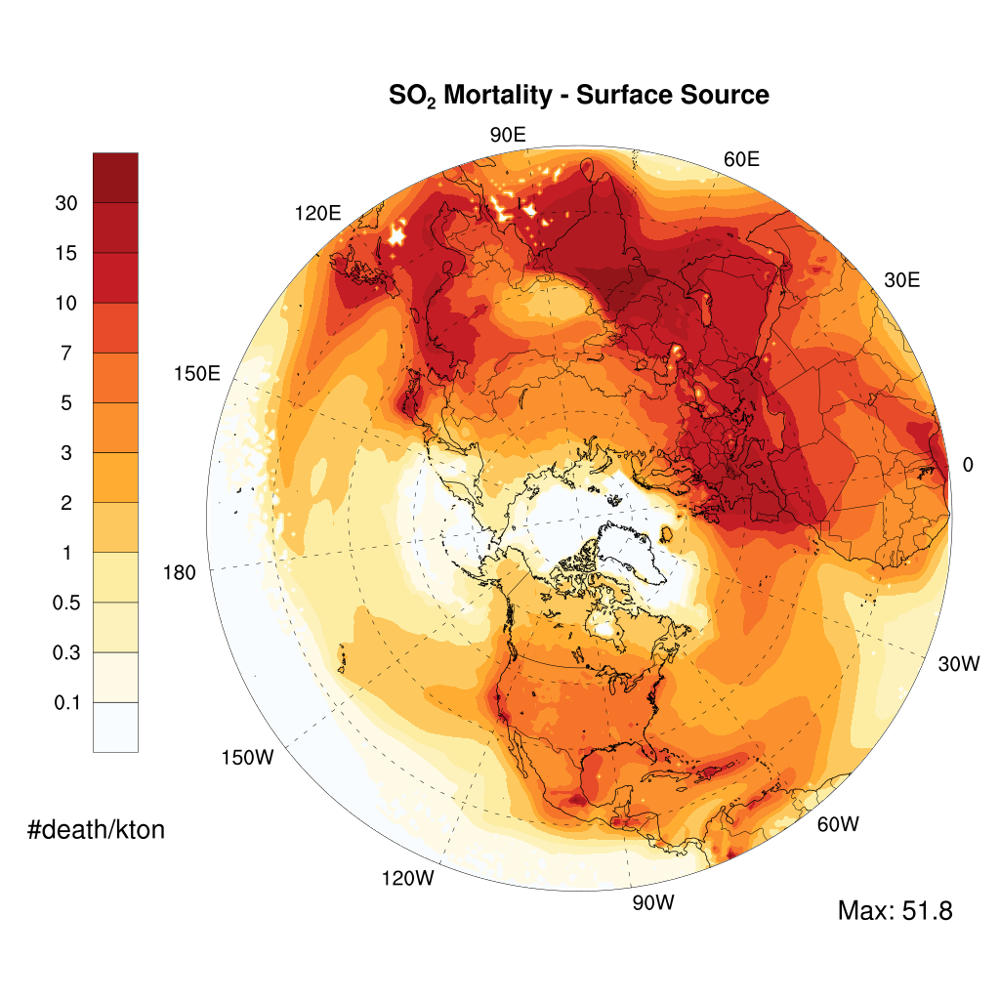 SO₂ Mortality - Surface Source
90E
60E
120E
30E
150E
0
180
30W
150W
60W
120W
90W
30
15
10
7
5
3
2
1
0.5
0.3
0.1
#death/kton
Max: 51.8